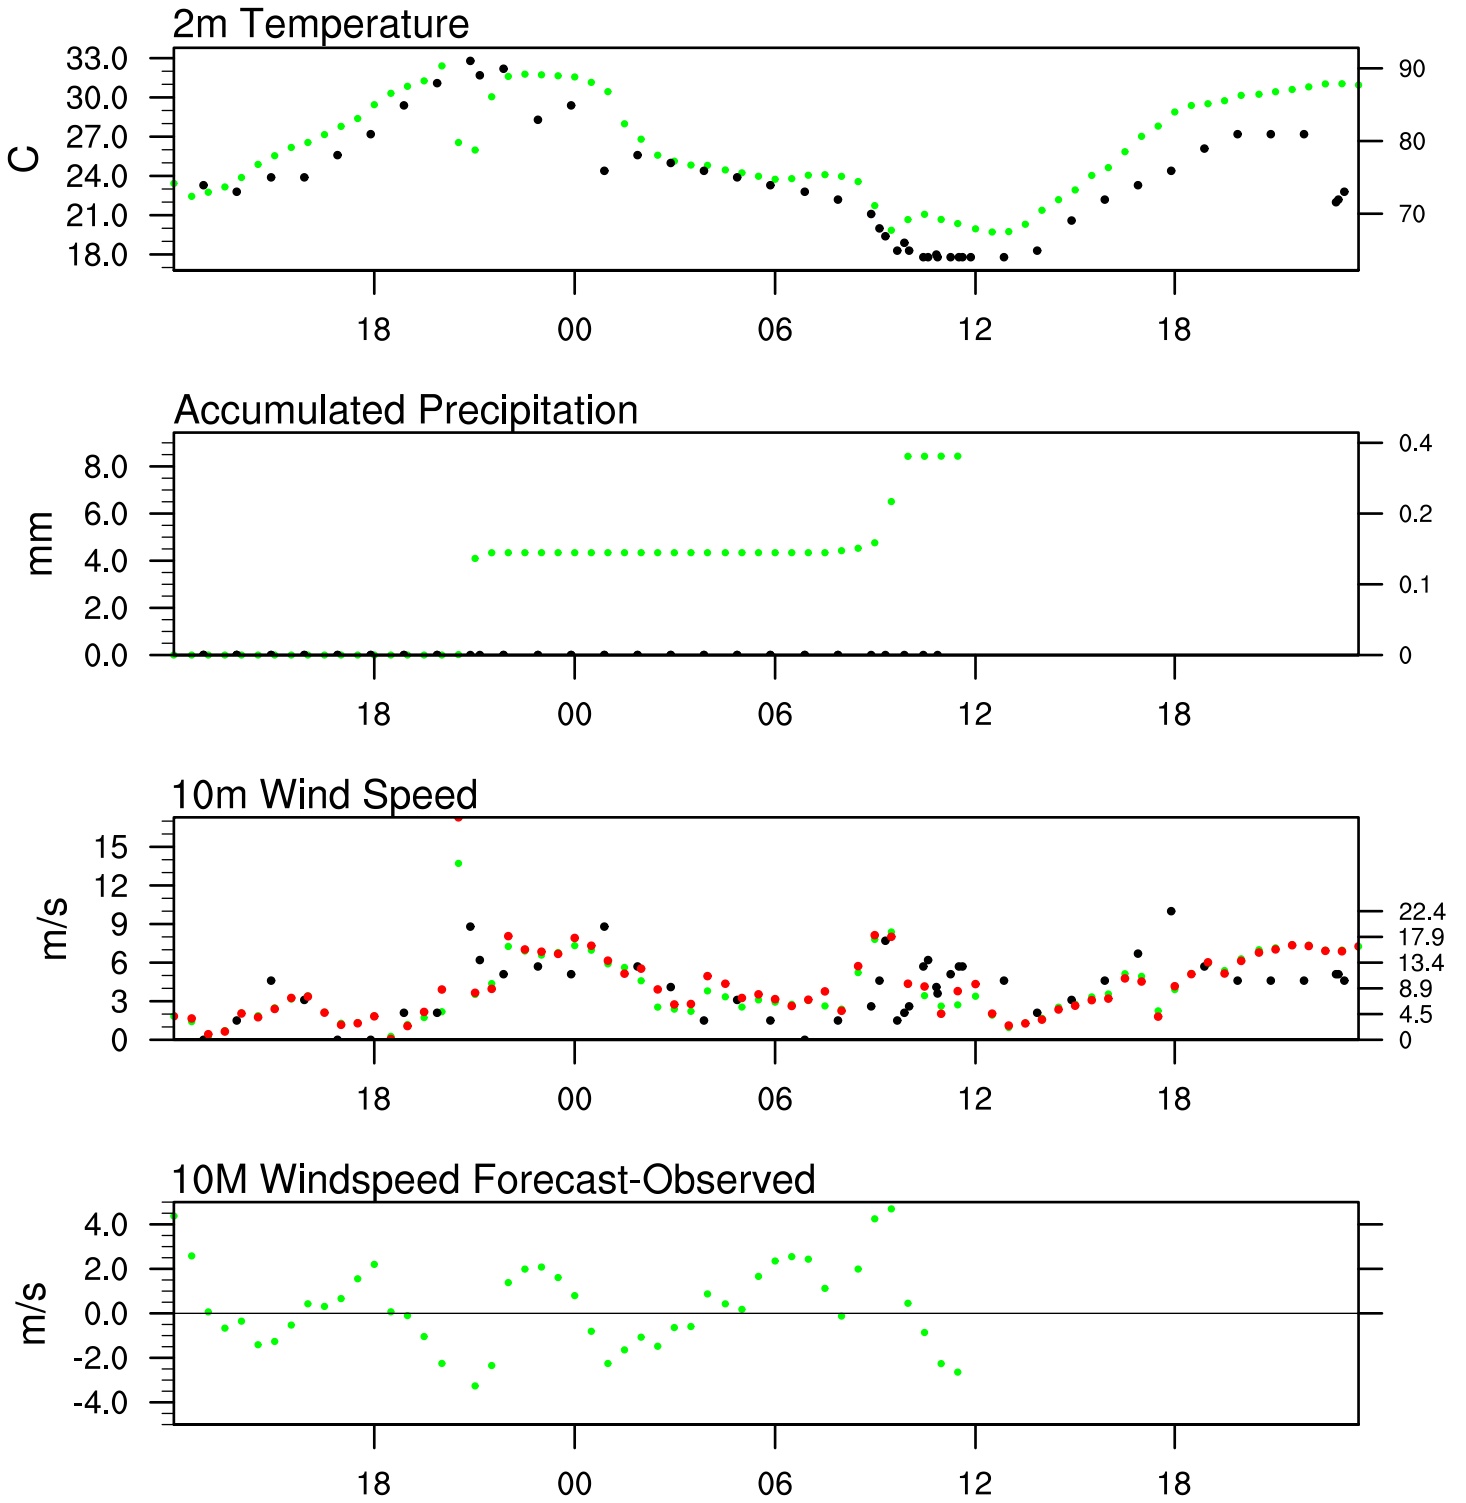 2m Temperature
33.0
30.0
27.0
24.0
21.0
18.0
C
90
80
70
18 00 06 12 18
Accumulated Precipitation
8.0
6.0
4.0
2.0
0.0
mm
0.4
0.2
0.1
0
18 00 06 12 18
10m Wind Speed
15
12
9
6
3
0
m/s
22.4
17.9
13.4
8.9
4.5
0
18 00 06 12 18
10M Windspeed Forecast-Observed
4.0
2.0
0.0
-2.0
-4.0
m/s
18 00 06 12 18